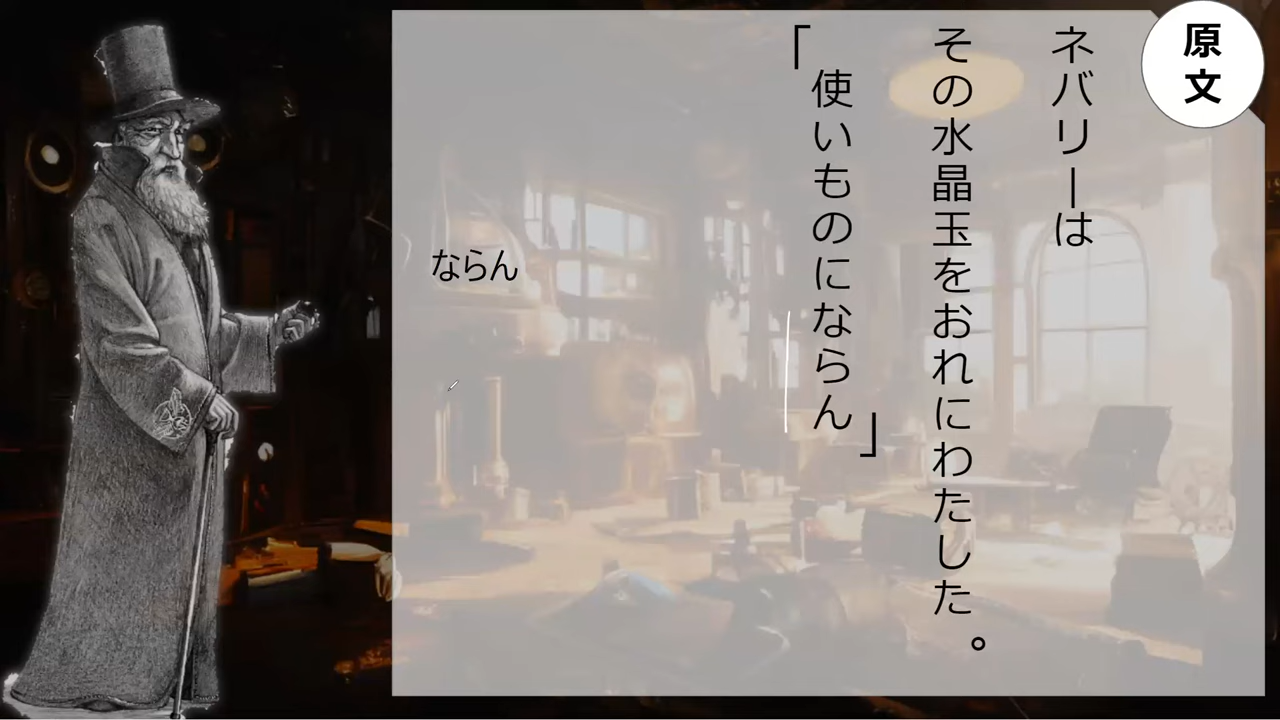 原文
ネバリーは
その水晶玉をおれにわたした。
「使いものにならん」
ならん